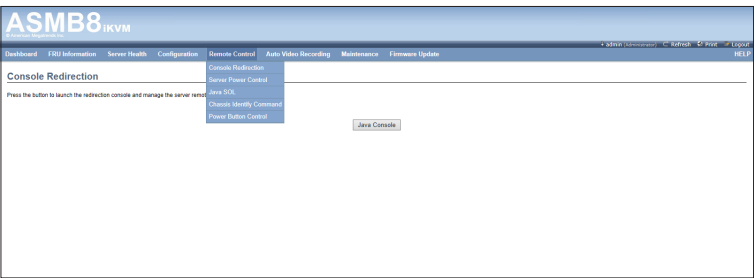 ASMB8 iKVM
admin (Administrator) Refresh Print Logout
Dashboard FRU Information Server Health Configuration Remote Control Auto Video Recording Maintenance Firmware Update HELP
Console Redirection
Server Power Control
Java SOL
Chassis Identify Command
Power Button Control
Console Redirection
Press the button to launch the redirection console and manage the server
Java Console